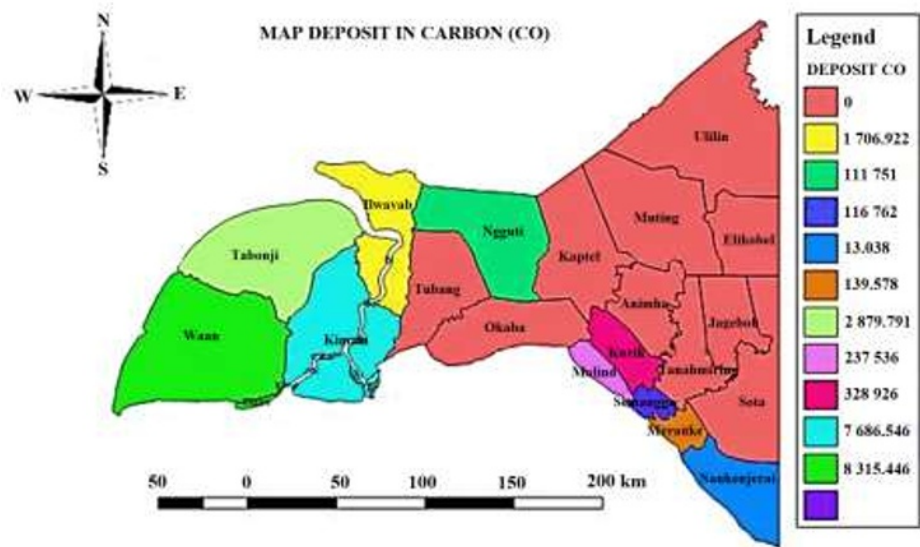 N
MAP DEPOSIT IN CARBON (CO)
W
E
S
Legend
DEPOSIT CO
0
1 706.922
111 751
116 762
13.038
139.578
2 879.791
237 536
328 926
7 686.546
8 315.446
Ulilin
Muting
Elikobel
Ilwayab
Ngguti
Kaptel
Tabonji
Tubang
Animha
Jagebob
Okaba
Waan
Kimam
Kurik
Malind
Tanahmiring
Sota
Semangga
Merauke
Naukenjerai
50
0
50
100
150
200 km